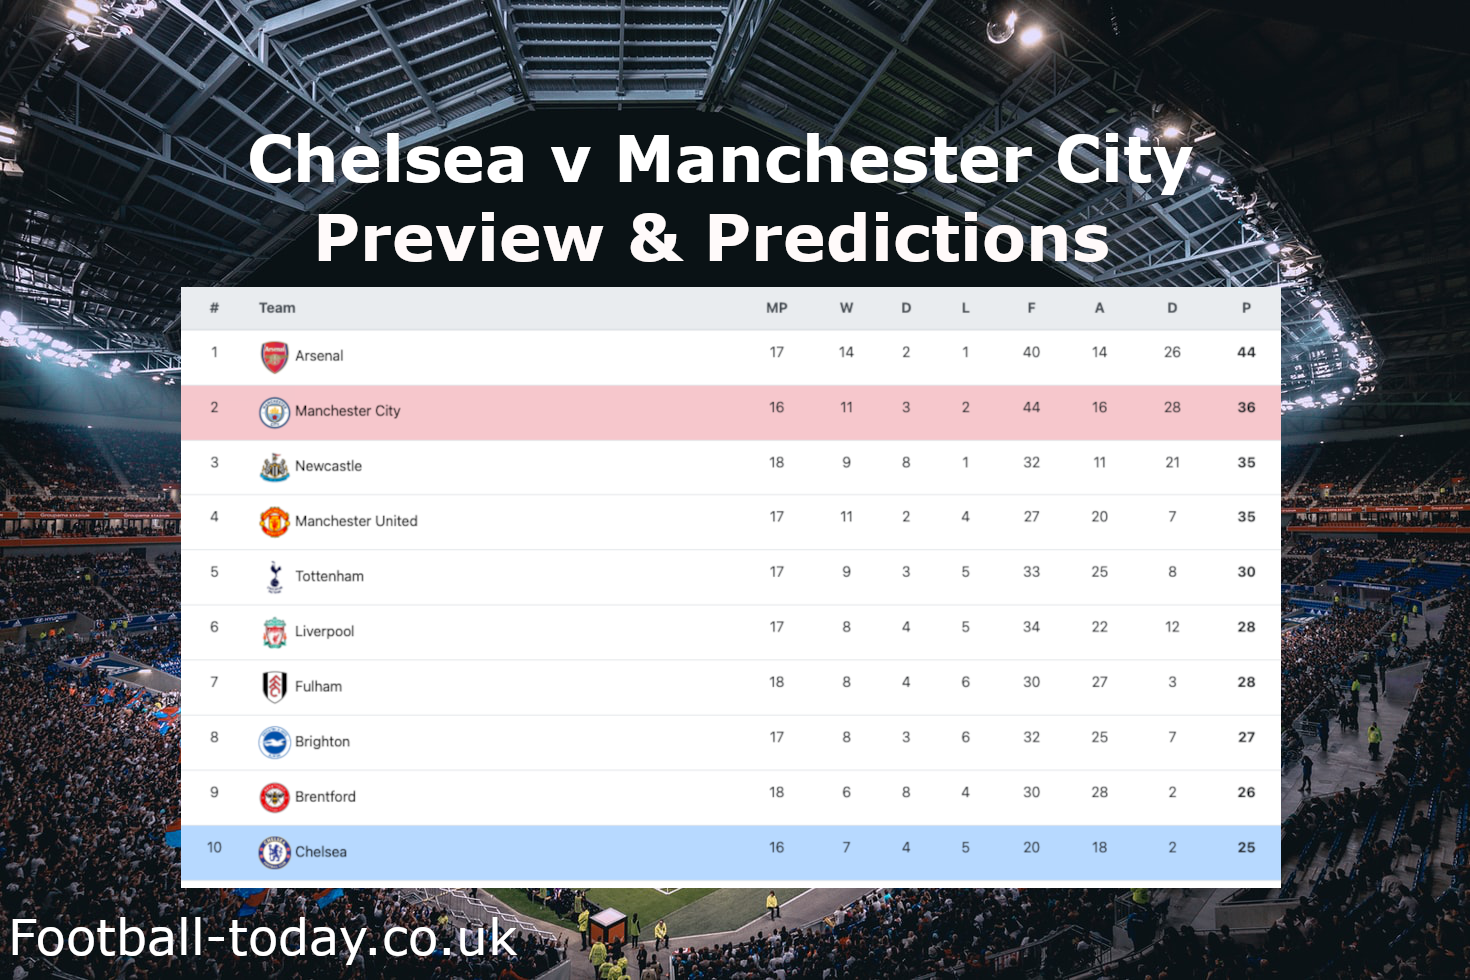 Chelsea v Manchester City
Preview & Predictions
# Team MP W D L F A D P
1 Arsenal 17 14 2 1 40 14 26 44
2 Manchester City 16 11 3 2 44 16 28 36
3 Newcastle 18 9 8 1 32 11 21 35
4 Manchester United 17 11 2 4 27 20 7 35
5 Tottenham 17 9 3 5 33 25 8 30
6 Liverpool 17 8 4 5 34 22 12 28
7 Fulham 18 8 4 6 30 27 3 28
8 Brighton 17 8 3 6 32 25 7 27
9 Brentford 18 6 8 4 30 28 2 26
10 Chelsea 16 7 4 5 20 18 2 25
Groupama stadium
HYUNDAI
Football-today.co.uk